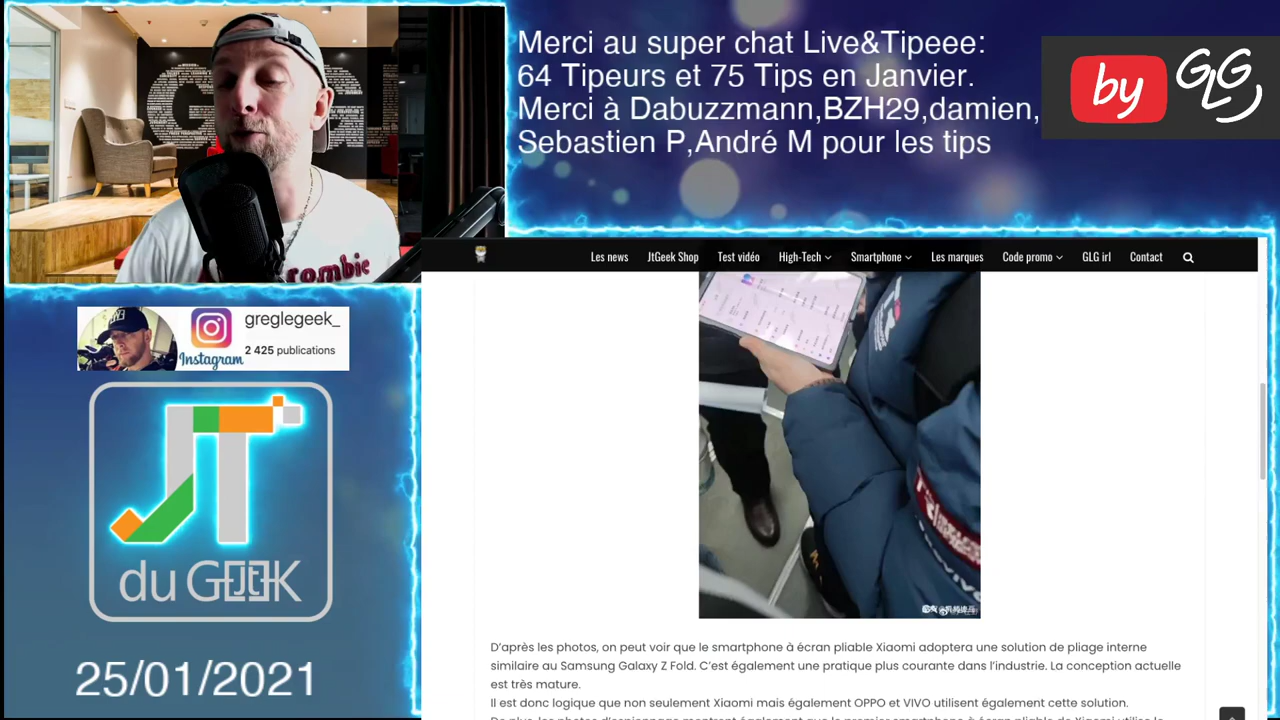 Merci au super chat Live&Tipeee:
64 Tipeurs et 75 Tips en Janvier.
Merci à Dabuzzmann,BZH29,damien,
Sebastien P,André M pour les tips
by GLG
Les news JtGeek Shop Test vidéo High-Tech Smartphone Les marques Code promo GLG irl Contact
greglegeek_
Instagram
2 425 publications
JT
du GEEK
25/01/2021
D'après les photos, on peut voir que le smartphone à écran pliable Xiaomi adoptera une solution de pliage interne
similaire au Samsung Galaxy Z Fold. C'est également une pratique plus courante dans l'industrie. La conception actuelle
est très mature.
Il est donc logique que non seulement Xiaomi mais également OPPO et VIVO utilisent également cette solution.